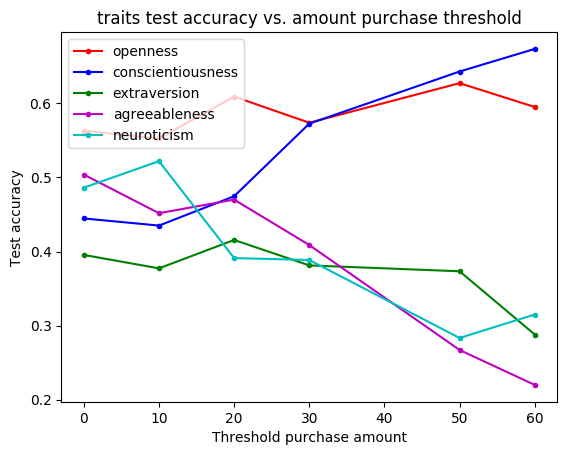 traits test accuracy vs. amount purchase threshold
openness
conscientiousness
extraversion
agreeableness
neuroticism
0.6
0.5
0.4
0.3
0.2
Test accuracy
0 10 20 30 40 50 60
Threshold purchase amount